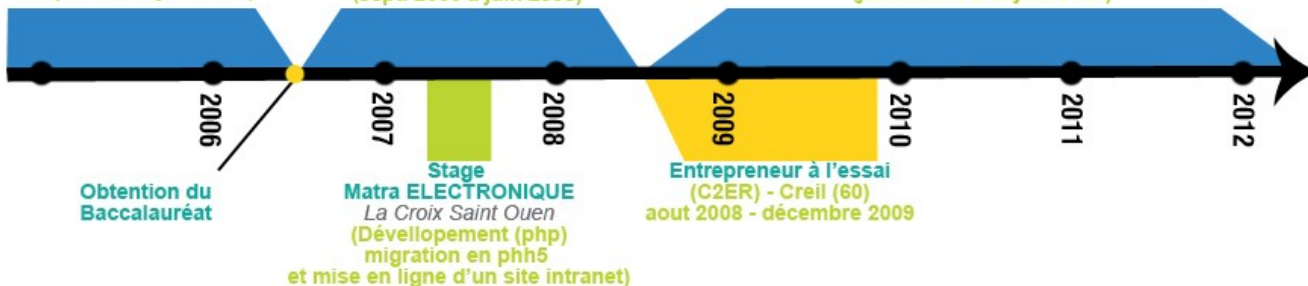 2006
2007
2008
2009
2010
2011
2012
Obtention du
Baccalauréat
Stage
Matra ELECTRONIQUE
La Croix Saint Ouen
(Dévellopement (php)
migration en phh5
et mise en ligne d'un site intranet)
Entrepreneur à l'essai
(C2ER) - Creil (60)
aout 2008 - décembre 2009